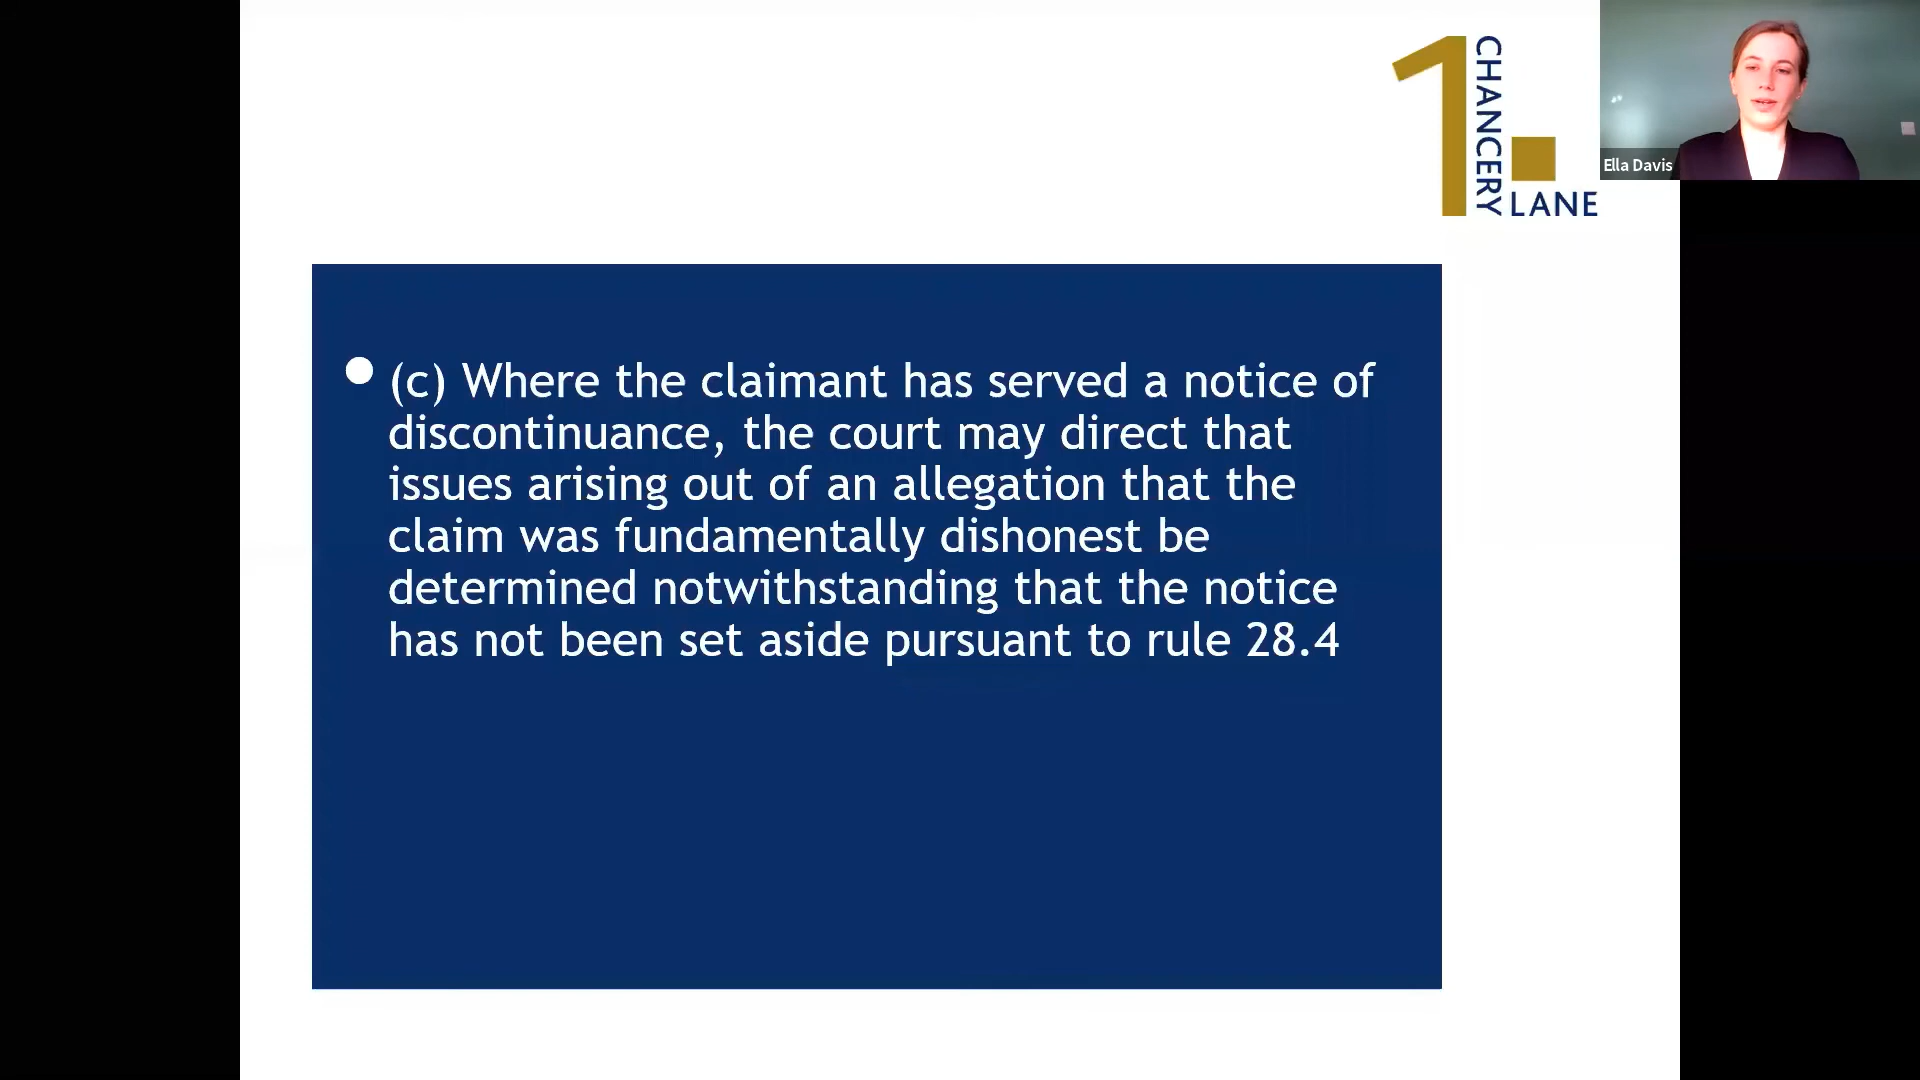 1 CHANCERY LANE
Ella Davis
(c) Where the claimant has served a notice of
discontinuance, the court may direct that
issues arising out of an allegation that the
claim was fundamentally dishonest be
determined notwithstanding that the notice
has not been set aside pursuant to rule 28.4